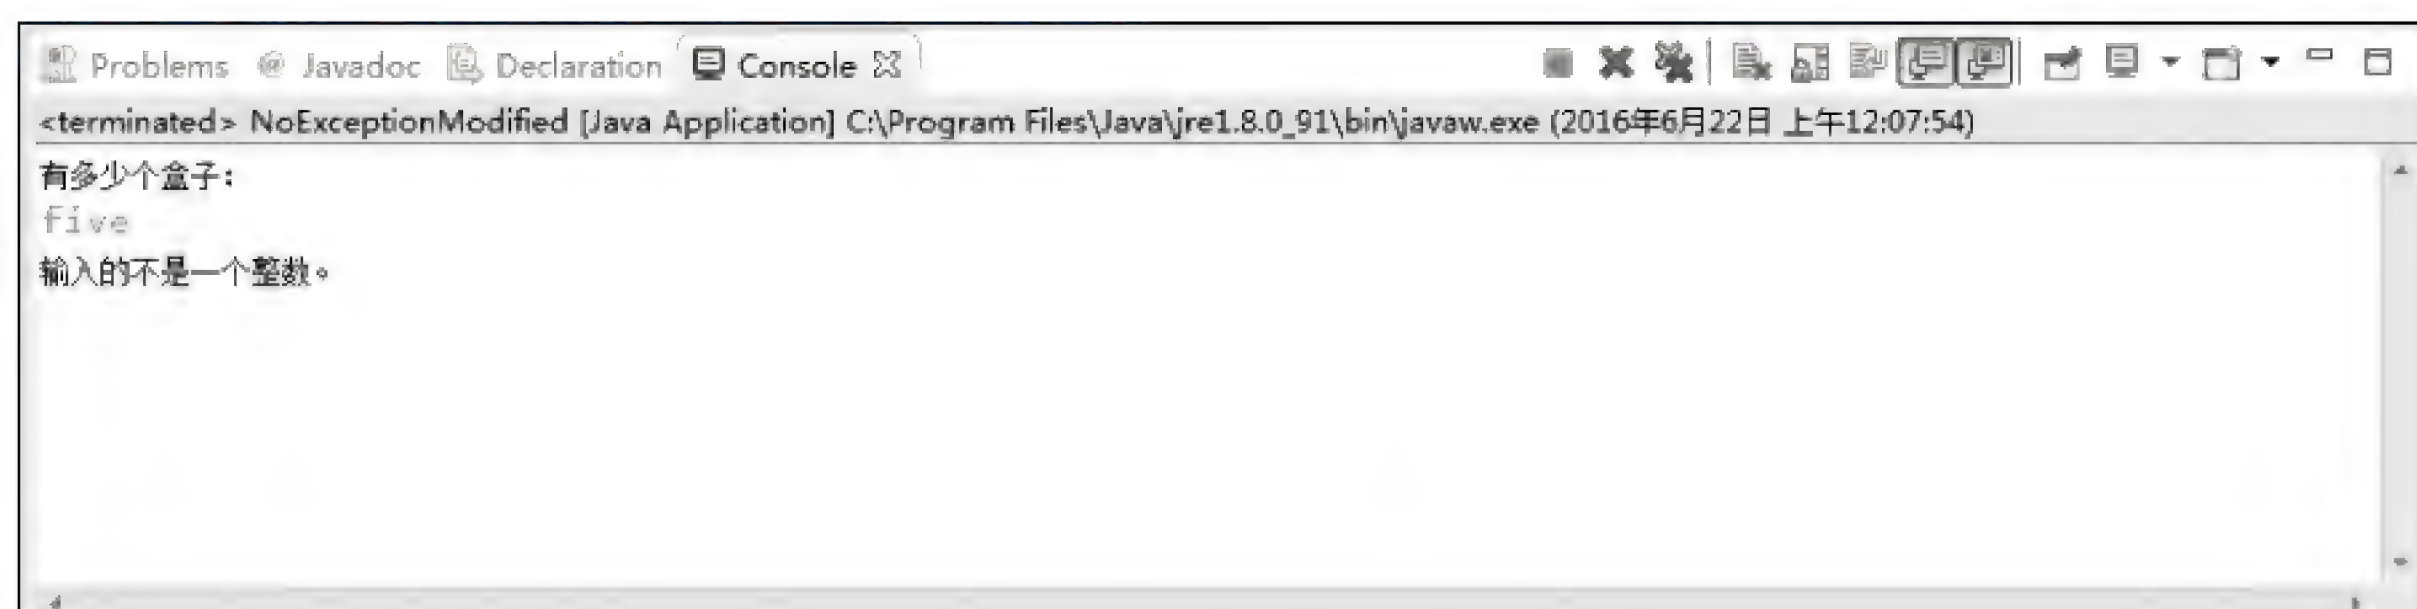 Problems @ Javadoc Declaration Console
<terminated> NoExceptionModified [Java Application] C:\Program Files\Java\jre1.8.0_91\bin\javaw.exe (2016年6月22日 上午12:07:54)
有多少个盒子:
five
输入的不是一个整数。